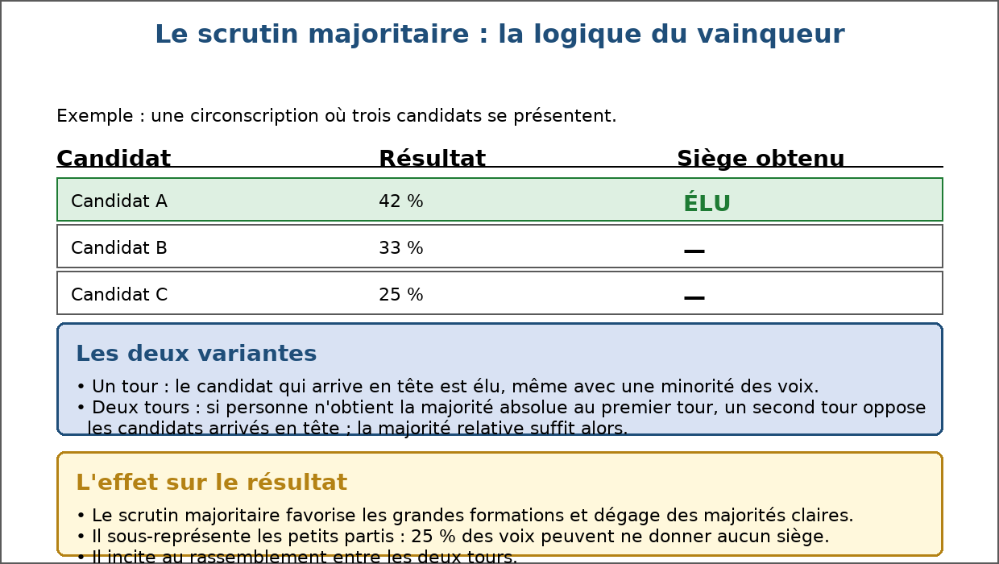 Le scrutin majoritaire : la logique du vainqueur
Exemple : une circonscription où trois candidats se présentent.
Candidat Résultat Siège obtenu
Candidat A 42 % ÉLU
Candidat B 33 % —
Candidat C 25 % —
Les deux variantes
• Un tour : le candidat qui arrive en tête est élu, même avec une minorité des voix.
• Deux tours : si personne n'obtient la majorité absolue au premier tour, un second tour oppose
les candidats arrivés en tête ; la majorité relative suffit alors.
L'effet sur le résultat
• Le scrutin majoritaire favorise les grandes formations et dégage des majorités claires.
• Il sous-représente les petits partis : 25 % des voix peuvent ne donner aucun siège.
• Il incite au rassemblement entre les deux tours.